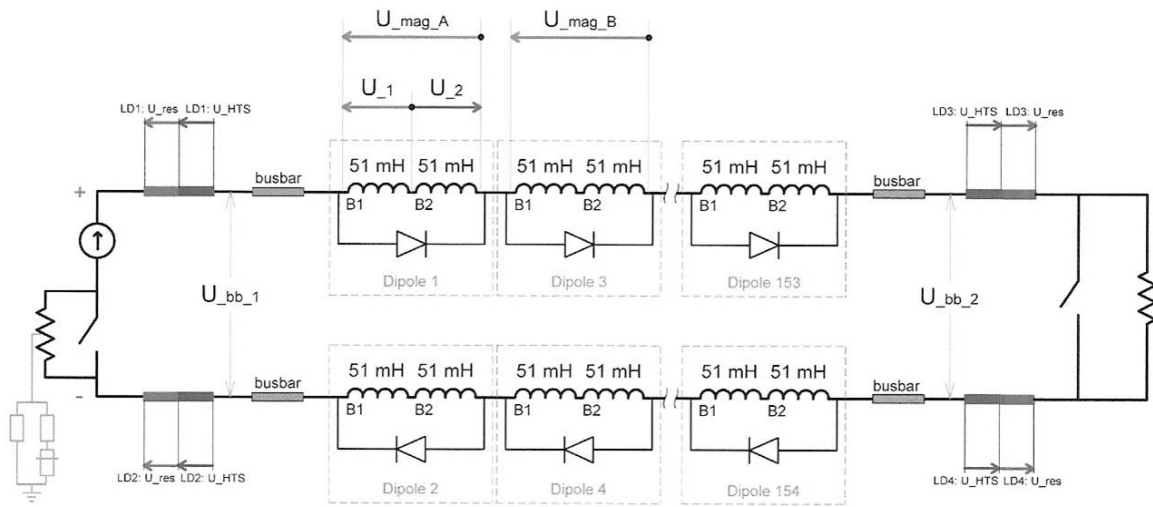 U_mag_A U_mag_B
U_1 U_2
LD1: U_res LD1: U_HTS LD3: U_HTS LD3: U_res
51 mH 51 mH 51 mH 51 mH 51 mH 51 mH
busbar busbar
+
B1 B2 B1 B2 B1 B2
Dipole 1 Dipole 3 Dipole 153
U_bb_1 U_bb_2
51 mH 51 mH 51 mH 51 mH 51 mH 51 mH
busbar busbar
-
B1 B2 B1 B2 B1 B2
LD2: U_res LD2: U_HTS LD4: U_HTS LD4: U_res
Dipole 2 Dipole 4 Dipole 154